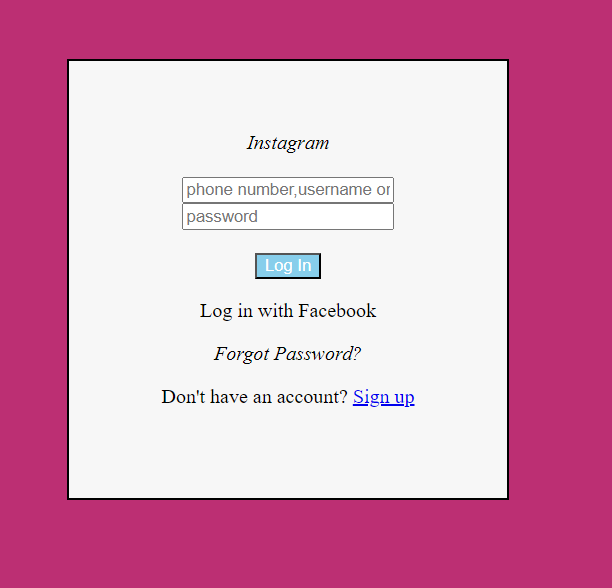 Instagram
phone number,username or
password
Log In
Log in with Facebook
Forgot Password?
Don't have an account? Sign up